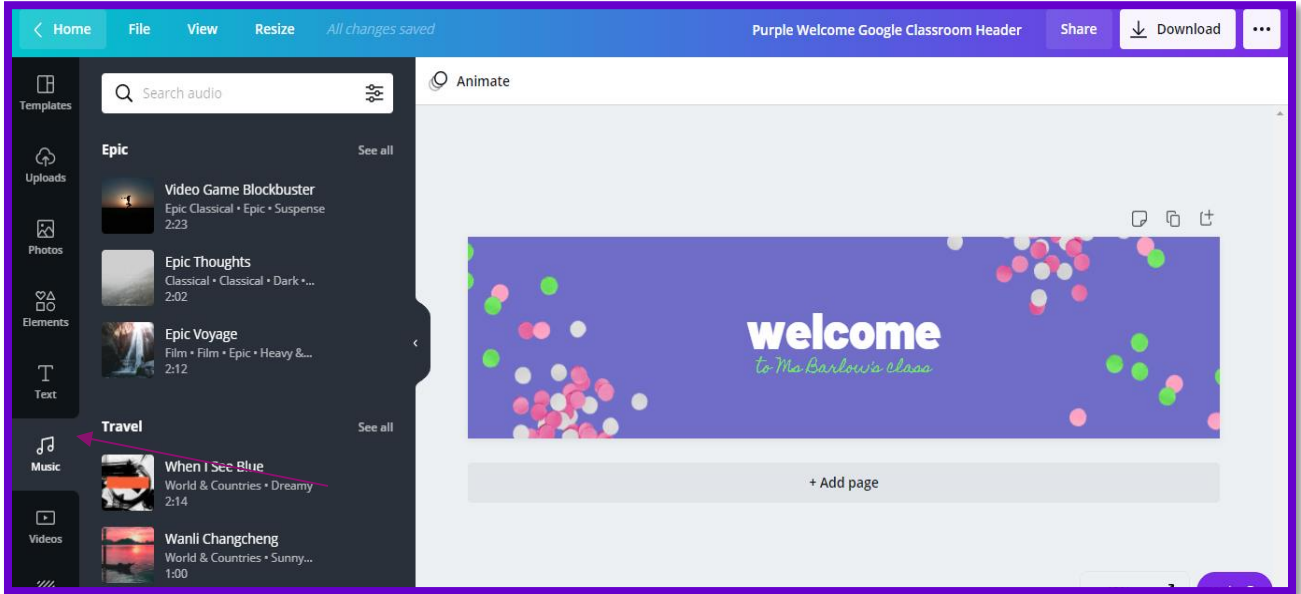 Home File View Resize All changes saved Purple Welcome Google Classroom Header Share Download
Templates
Uploads
Photos
Elements
Text
Music
Videos
Search audio
Epic See all
Video Game Blockbuster
Epic Classical • Epic • Suspense
2:23
Epic Thoughts
Classical • Classical • Dark •...
2:02
Epic Voyage
Film • Film • Epic • Heavy &...
2:12
Travel See all
When I See Blue
World & Countries • Dreamy
2:14
Wanli Changcheng
World & Countries • Sunny...
1:00
Animate
welcome
to Ms Barlow's class
+ Add page